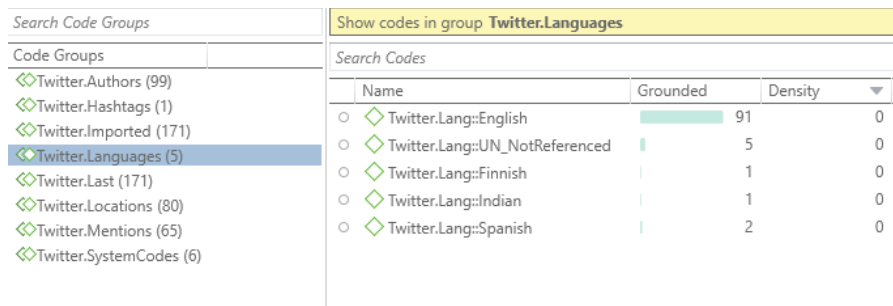 Search Code Groups
Code Groups
Twitter.Authors (99)
Twitter.Hashtags (1)
Twitter.Imported (171)
Twitter.Languages (5)
Twitter.Last (171)
Twitter.Locations (80)
Twitter.Mentions (65)
Twitter.SystemCodes (6)
Show codes in group Twitter.Languages
Search Codes
Name Grounded Density
Twitter.Lang::English 91 0
Twitter.Lang::UN_NotReferenced 5 0
Twitter.Lang::Finnish 1 0
Twitter.Lang::Indian 1 0
Twitter.Lang::Spanish 2 0